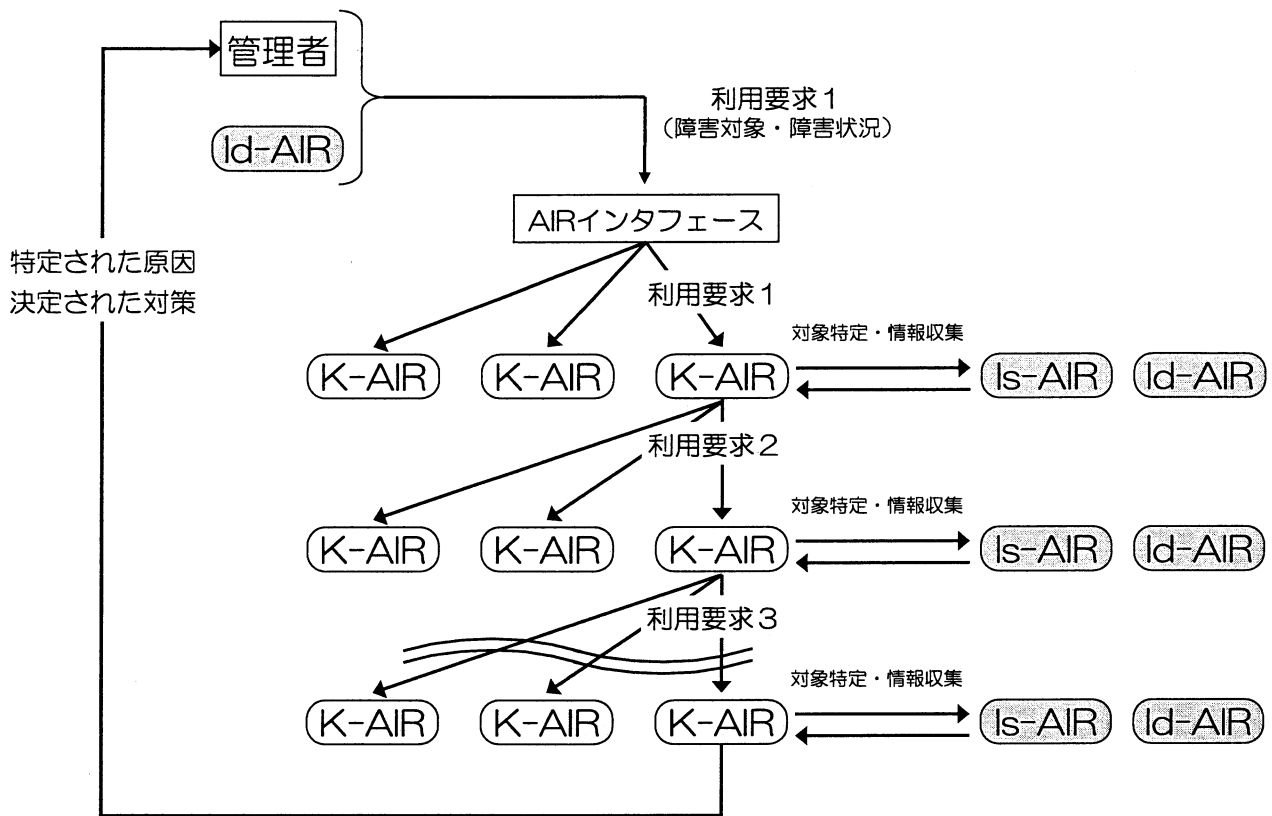 管理者
利用要求1
（障害対象・障害状況）
Id-AIR
AIRインタフェース
特定された原因
決定された対策
利用要求1
対象特定・情報収集
K-AIR K-AIR K-AIR Is-AIR Id-AIR
利用要求2
対象特定・情報収集
K-AIR K-AIR K-AIR Is-AIR Id-AIR
利用要求3
対象特定・情報収集
K-AIR K-AIR K-AIR Is-AIR Id-AIR